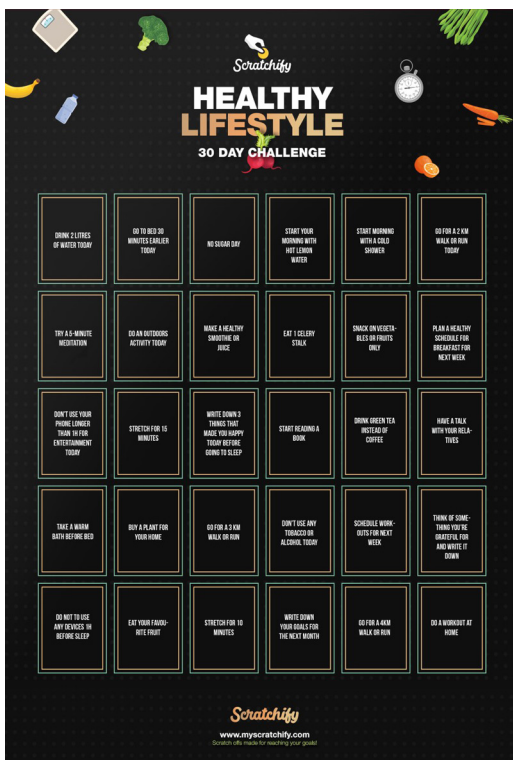 Scratchify
HEALTHY
LIFESTYLE
30 DAY CHALLENGE
DRINK 2 LITRES
OF WATER TODAY
GO TO BED 30
MINUTES EARLIER
TODAY
NO SUGAR DAY
START YOUR
MORNING WITH
HOT LEMON
WATER
START MORNING
WITH A COLD
SHOWER
GO FOR A 2 KM
WALK OR RUN
TODAY
TRY A 5-MINUTE
MEDITATION
DO AN OUTDOORS
ACTIVITY TODAY
MAKE A HEALTHY
SMOOTHIE OR
JUICE
EAT 1 CELERY
STALK
SNACK ON VEGETA-
BLES OR FRUITS
ONLY
PLAN A HEALTHY
SCHEDULE FOR
BREAKFAST FOR
NEXT WEEK
DON'T USE YOUR
PHONE LONGER
THAN 1H FOR
ENTERTAINMENT
TODAY
STRETCH FOR 15
MINUTES
WRITE DOWN 3
THINGS THAT
MADE YOU HAPPY
TODAY BEFORE
GOING TO SLEEP
START READING A
BOOK
DRINK GREEN TEA
INSTEAD OF
COFFEE
HAVE A TALK
WITH YOUR RELA-
TIVES
TAKE A WARM
BATH BEFORE BED
BUY A PLANT FOR
YOUR HOME
GO FOR A 3 KM
WALK OR RUN
DON'T USE ANY
TOBACCO OR
ALCOHOL TODAY
SCHEDULE WORK-
OUTS FOR NEXT
WEEK
THINK OF SOME-
THING YOU'RE
GRATEFUL FOR
AND WRITE IT
DOWN
DO NOT TO USE
ANY DEVICES 1H
BEFORE SLEEP
EAT YOUR FAVOU-
RITE FRUIT
STRETCH FOR 10
MINUTES
WRITE DOWN
YOUR GOALS FOR
THE NEXT MONTH
GO FOR A 4KM
WALK OR RUN
DO A WORKOUT AT
HOME
Scratchify
www.myscratchify.com
Scratch offs made for reaching your goals!